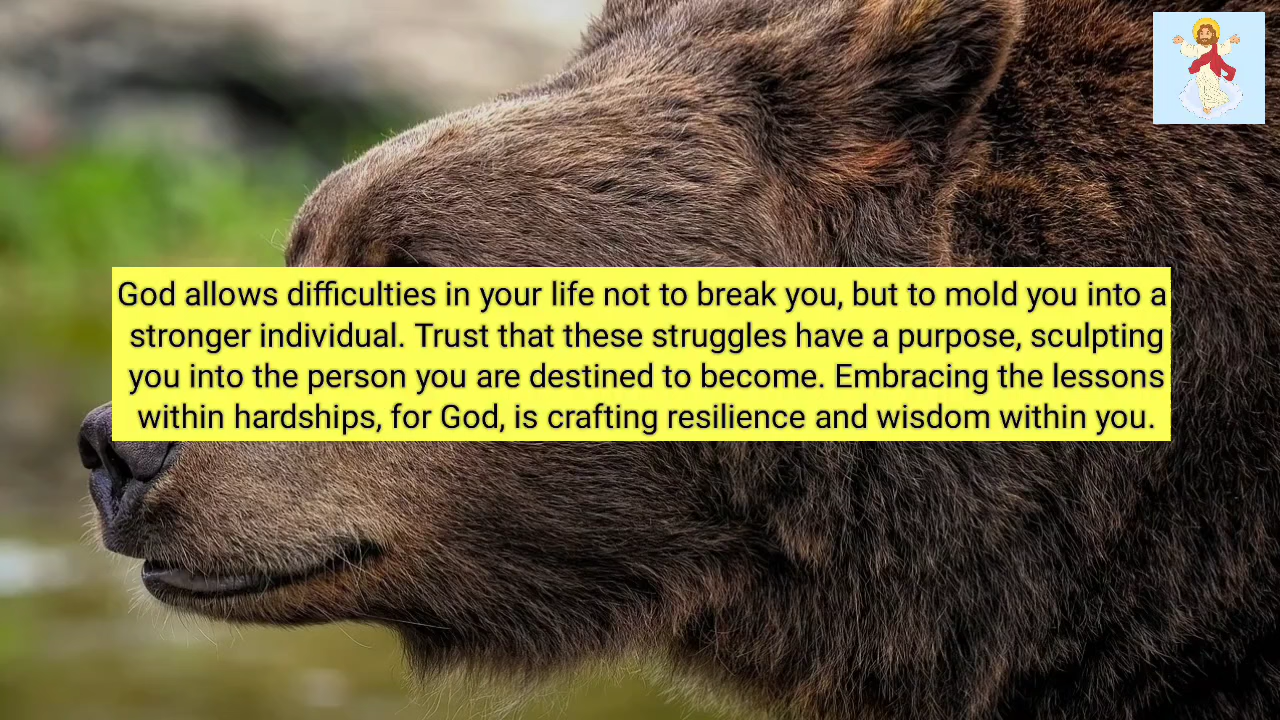 God allows difficulties in your life not to break you, but to mold you into a
stronger individual. Trust that these struggles have a purpose, sculpting
you into the person you are destined to become. Embracing the lessons
within hardships, for God, is crafting resilience and wisdom within you.